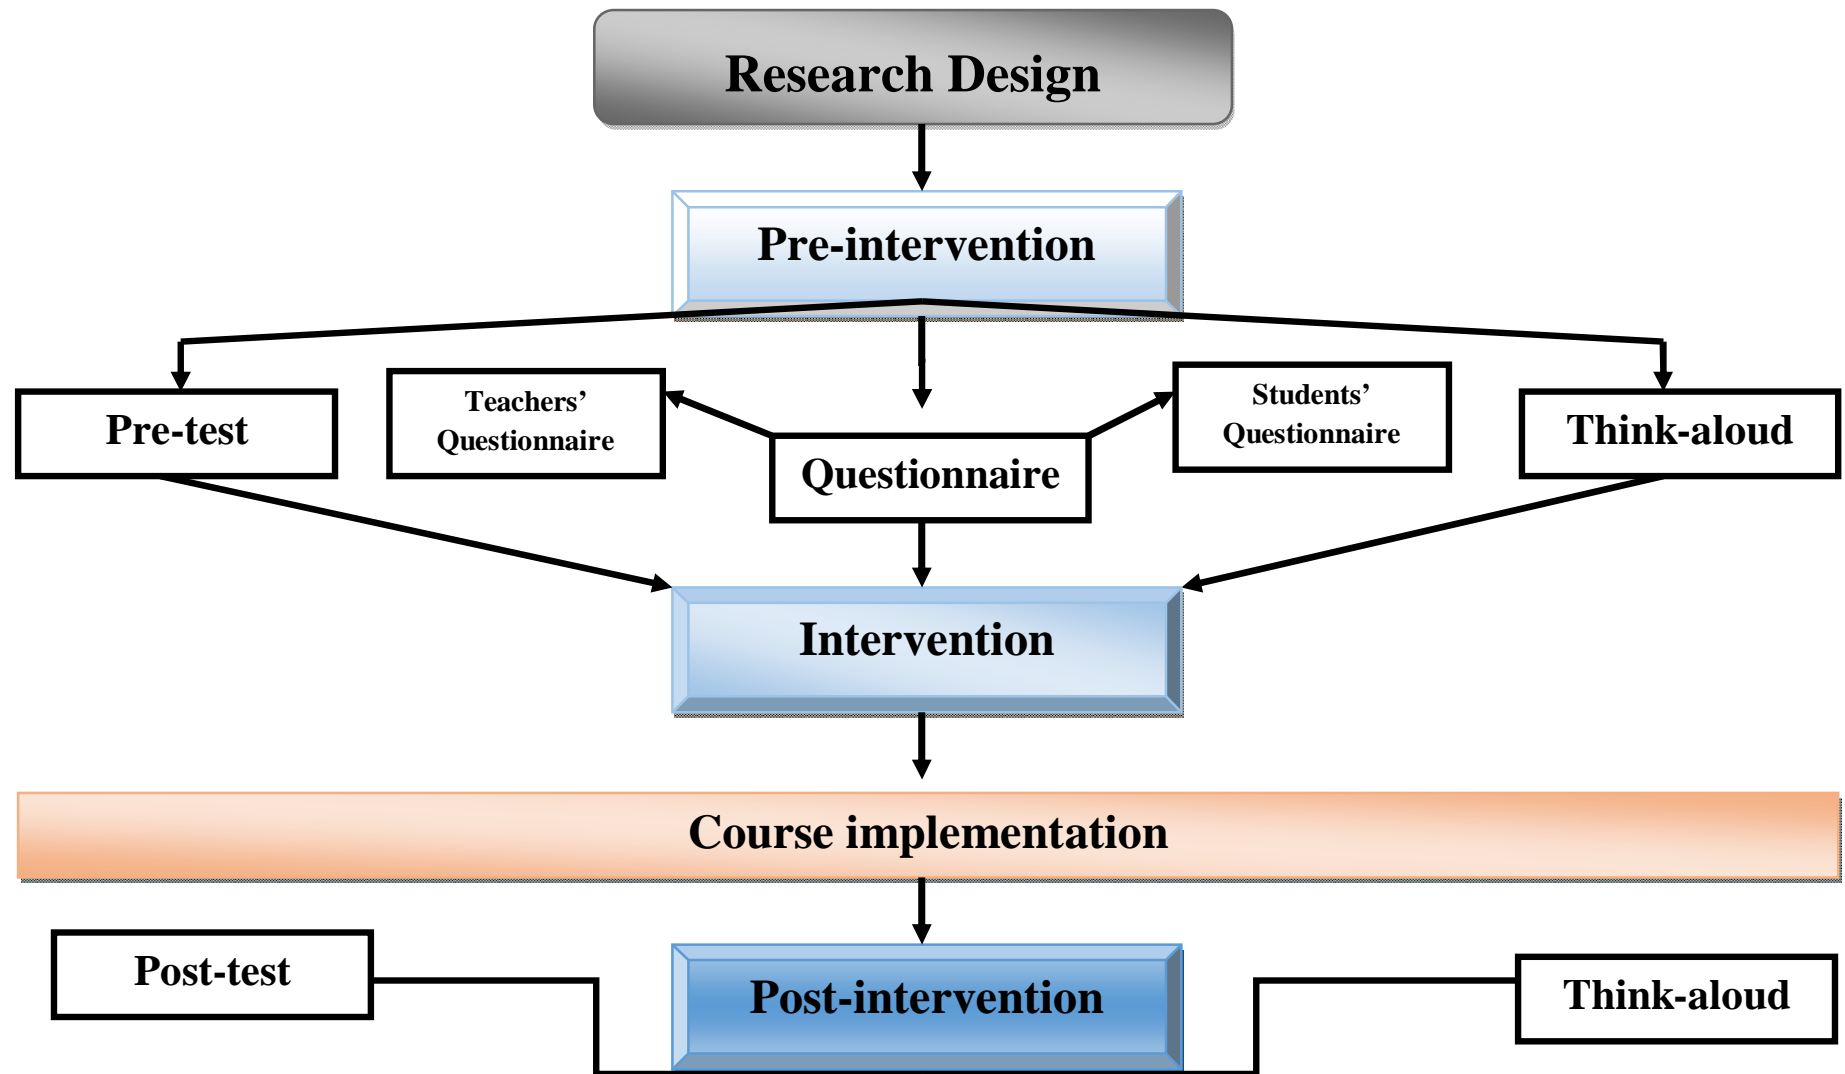 Research Design
Pre-intervention
Pre-test
Teachers’
Questionnaire
Questionnaire
Students’
Questionnaire
Think-aloud
Intervention
Course implementation
Post-test
Post-intervention
Think-aloud